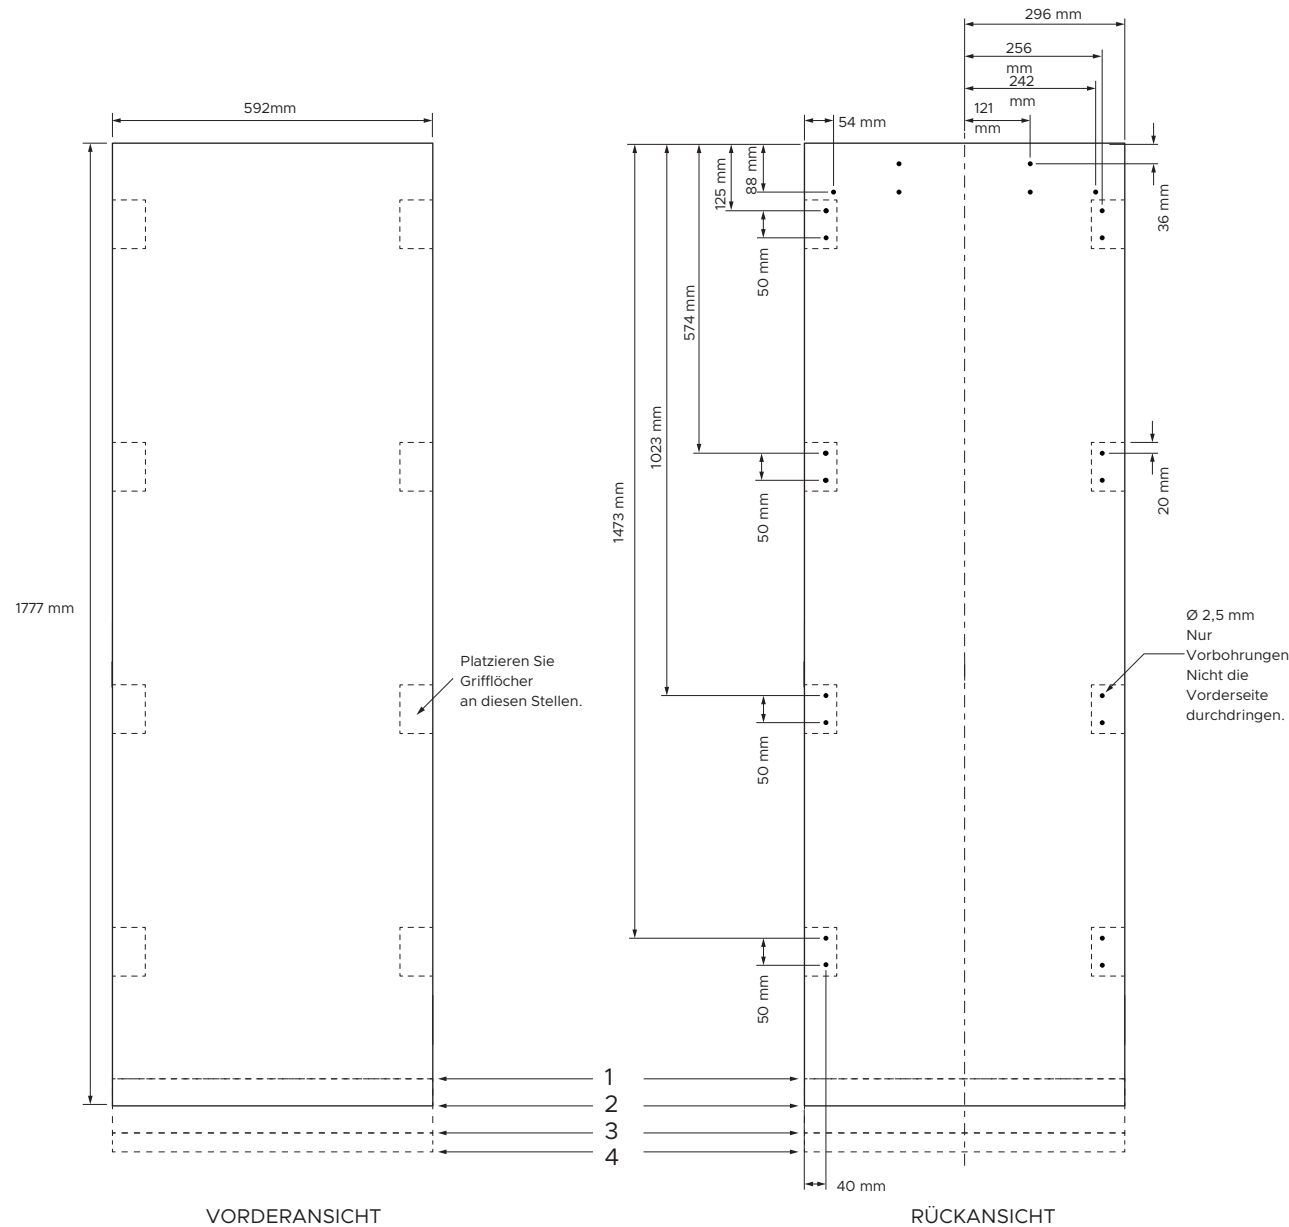 296 mm
256
mm
242
mm
121
mm
592mm
54 mm
125 mm
88 mm
36 mm
50 mm
574 mm
1023 mm
1473 mm
50 mm
20 mm
1777 mm
Platzieren Sie
Grifflöcher
an diesen Stellen.
Ø 2,5 mm
Nur
Vorbohrungen
Nicht die
Vorderseite
durchdringen.
50 mm
50 mm
1
2
3
4
40 mm
VORDERANSICHT
RÜCKANSICHT